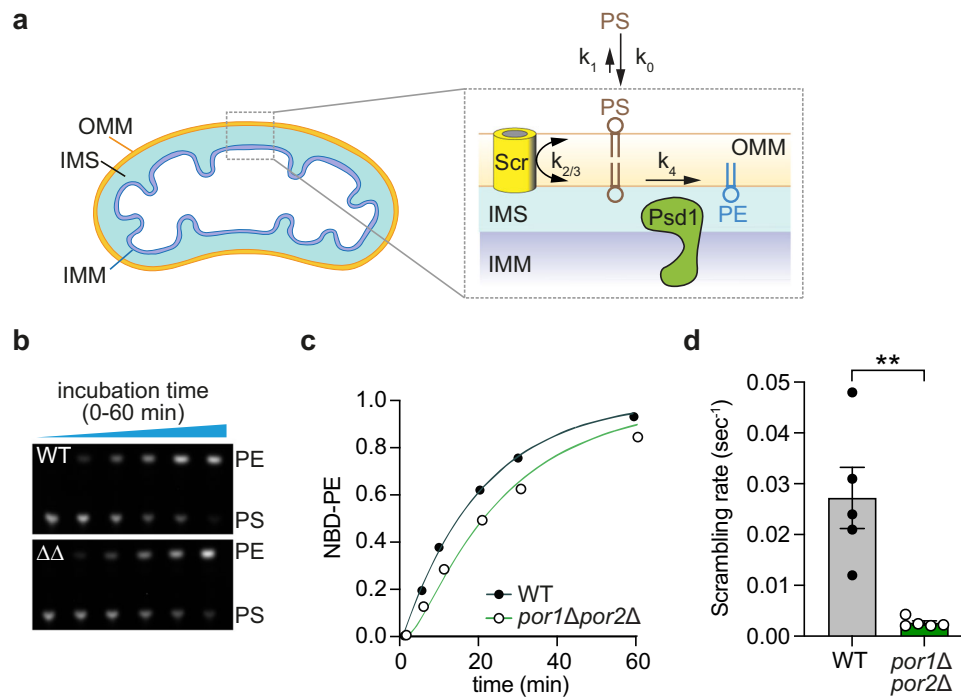 a
PS
k1 k0
PS
OMM
IMS
IMM
Scr
k2/3
k4
OMM
IMS
Psd1
PE
IMM
b
incubation time
(0-60 min)
WT
PE
PS
ΔΔ
PE
PS
c
1.0
0.8
0.6
0.4
0.2
0.0
NBD-PE
WT
por1Δpor2Δ
0 20 40 60
time (min)
d
**
0.05
0.04
0.03
0.02
0.01
0.00
Scrambling rate (sec-1)
WT
por1Δ
por2Δ